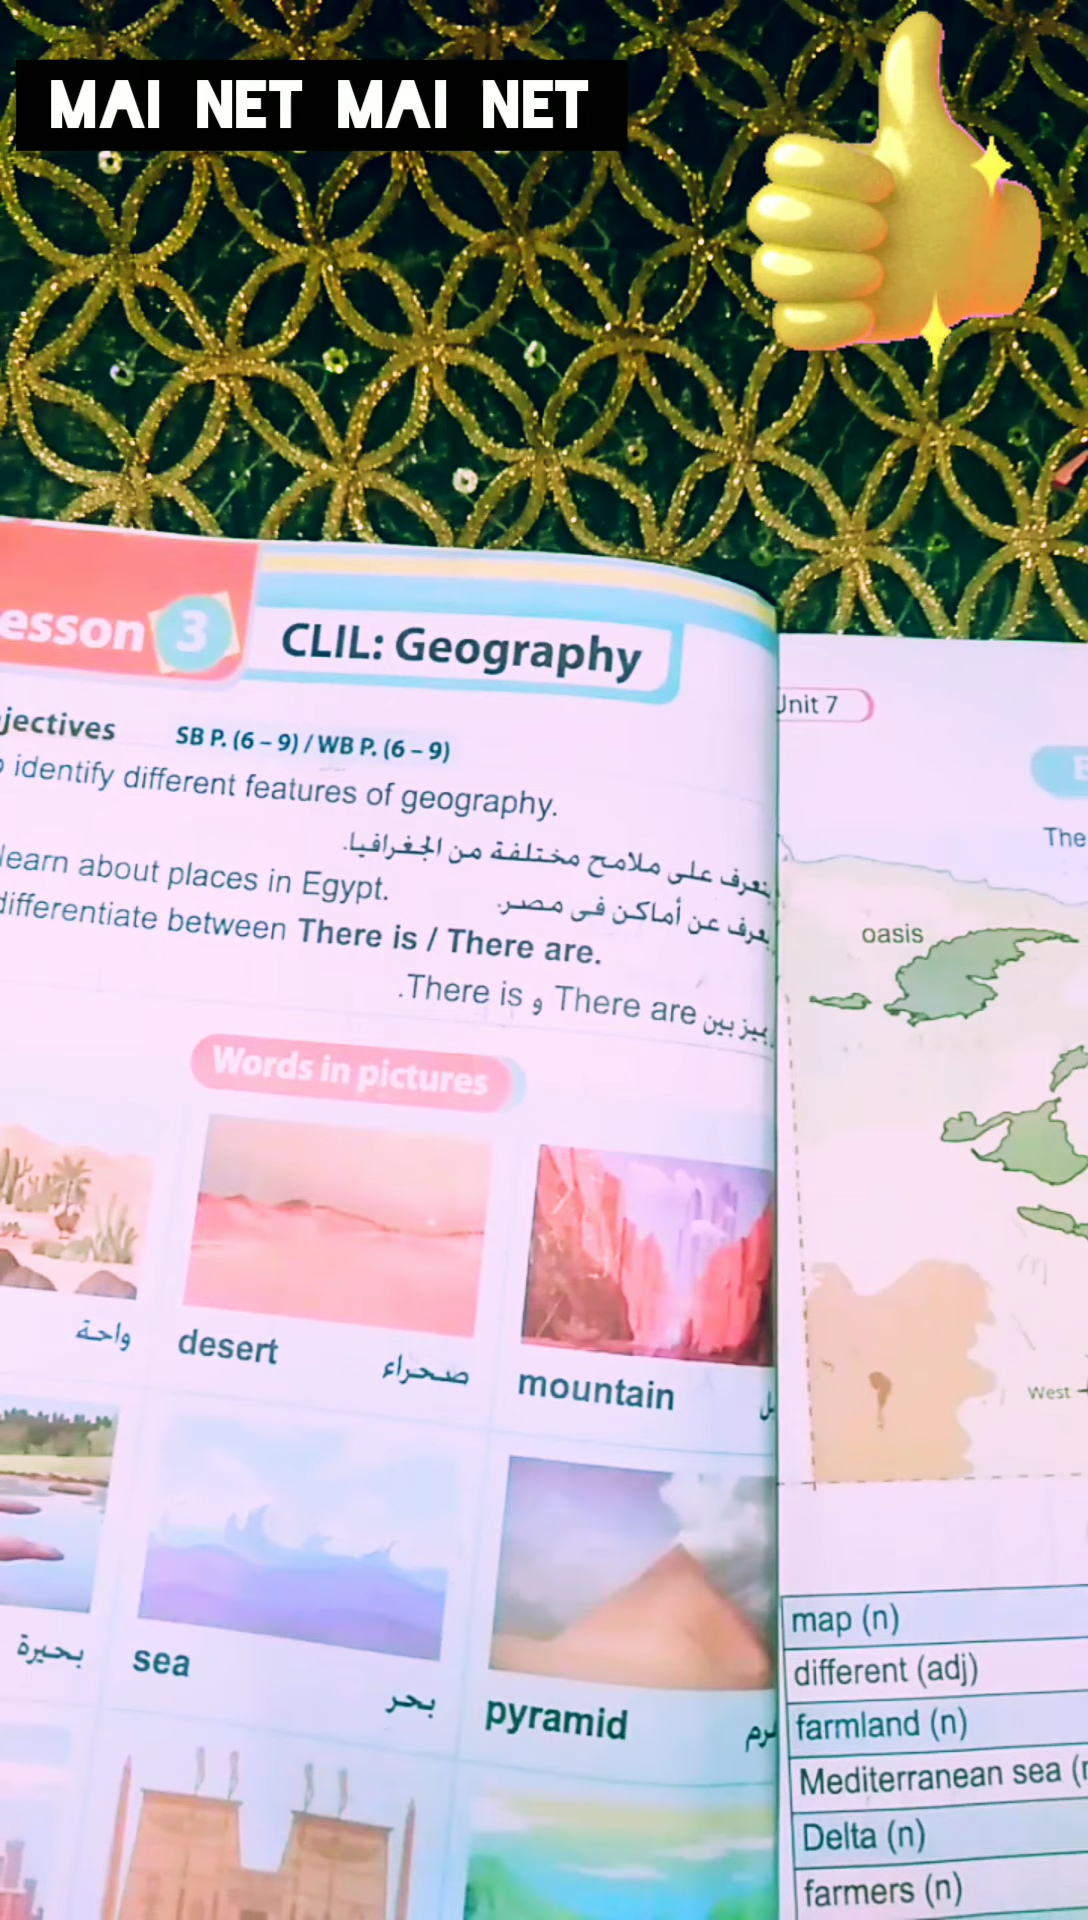 MAI NET MAI NET
esson 3
CLIL: Geography
jectives SB P. (6 – 9) / WB P. (6 – 9)
identify different features of geography.
يتعرف على ملامح مختلفة من الجغرافيا.
learn about places in Egypt.
يعرف عن أماكن فى مصر.
differentiate between There is / There are.
يميز بين There are و There is.
Words in pictures
واحة
desert صحراء
mountain
بحيرة
sea بحر
pyramid
Unit 7
The
oasis
West
map (n)
different (adj)
farmland (n)
Mediterranean sea (
Delta (n)
farmers (n)